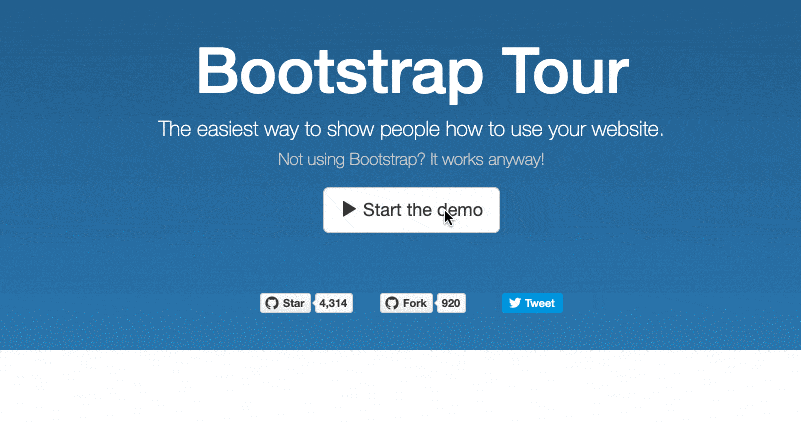 Bootstrap Tour
The easiest way to show people how to use your website.
Not using Bootstrap? It works anyway!
Start the demo
Star 4,314 Fork 920 Tweet